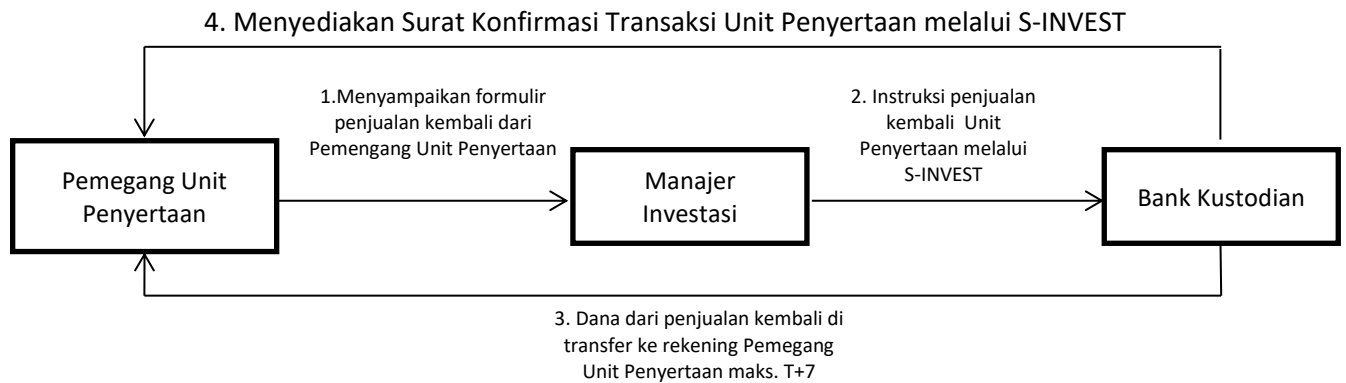 4. Menyediakan Surat Konfirmasi Transaksi Unit Penyertaan melalui S-INVEST
1.Menyampaikan formulir
penjualan kembali dari
Pemengang Unit Penyertaan
2. Instruksi penjualan
kembali Unit
Penyertaan melalui
S-INVEST
Pemegang Unit
Penyertaan
Manajer
Investasi
Bank Kustodian
3. Dana dari penjualan kembali di
transfer ke rekening Pemegang
Unit Penyertaan maks. T+7